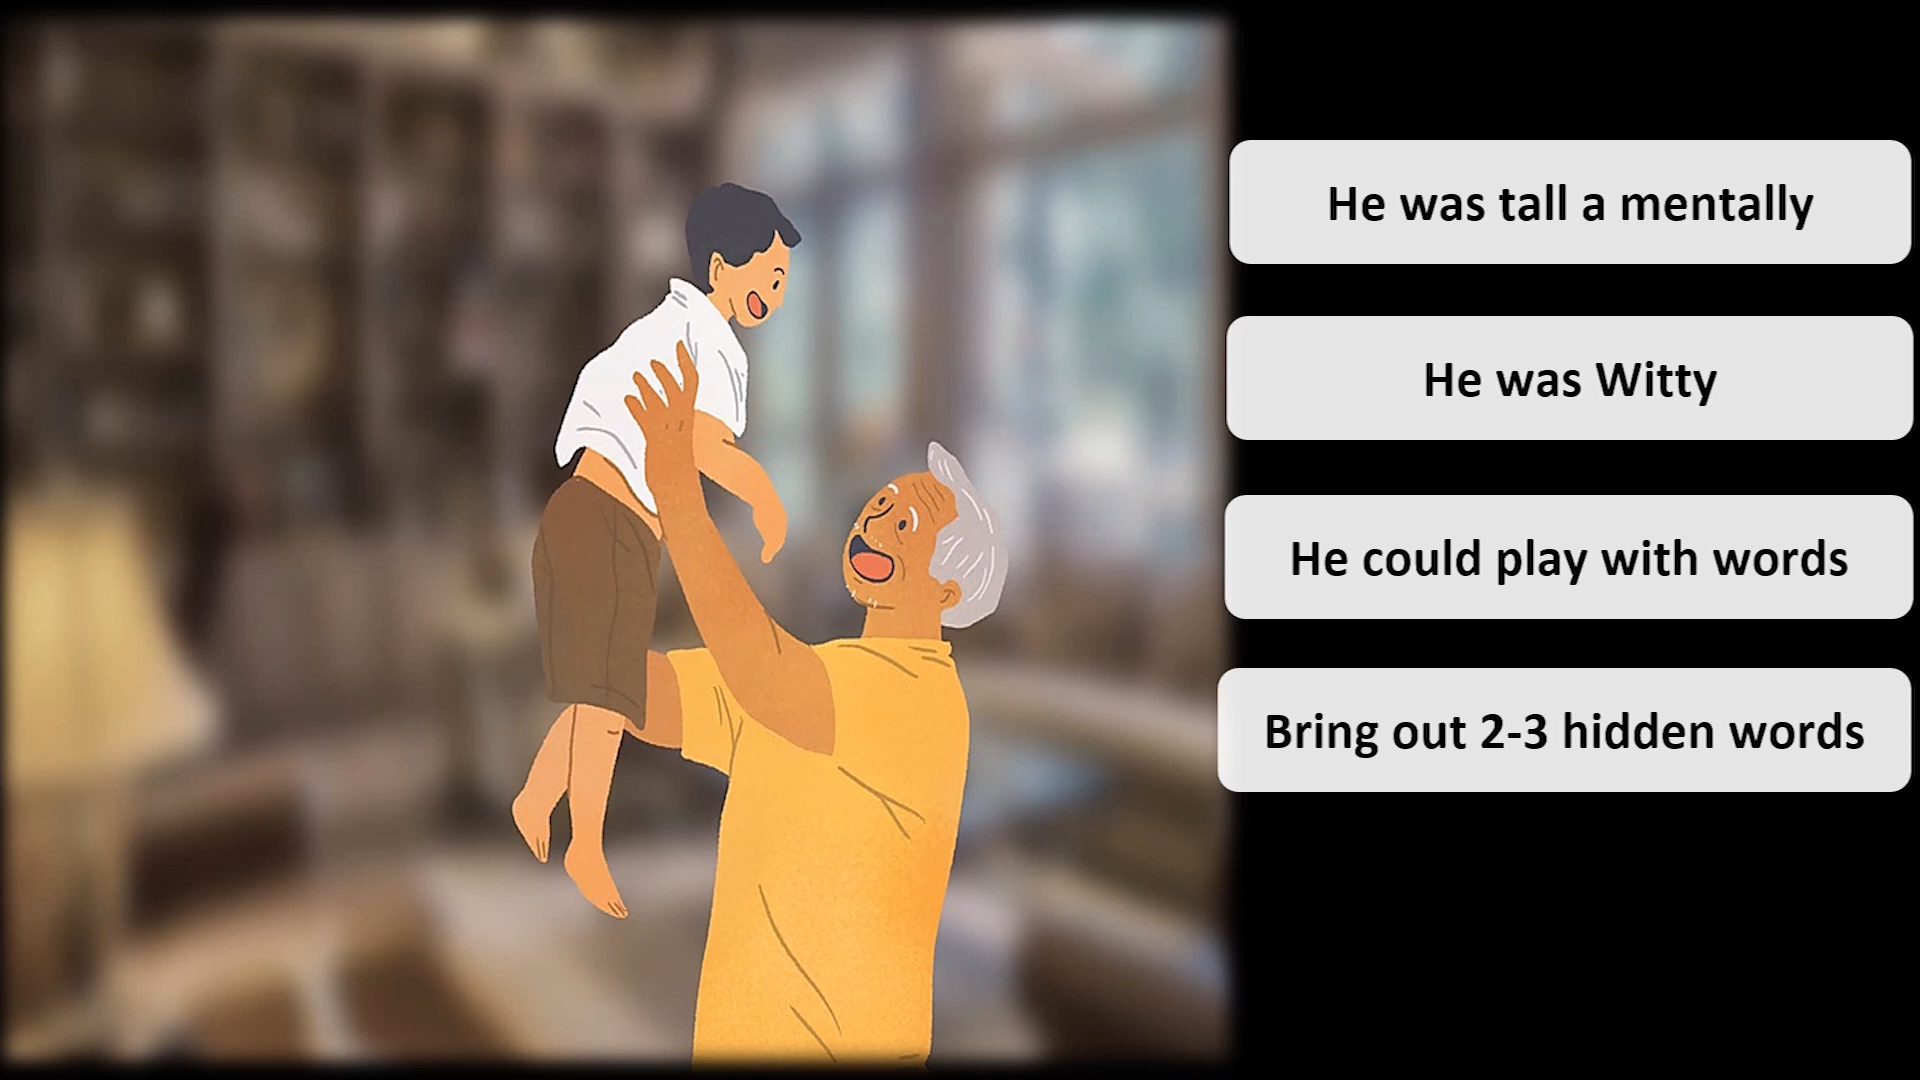 He was tall a mentally
He was Witty
He could play with words
Bring out 2-3 hidden words